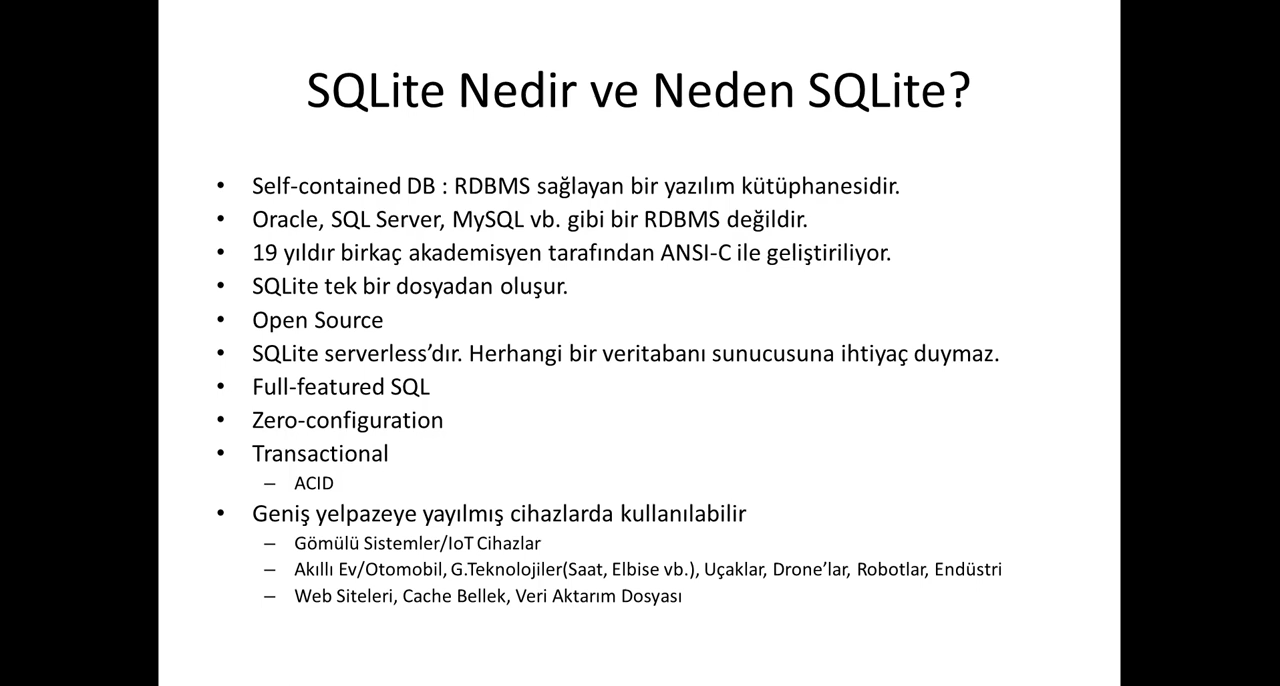 SQLite Nedir ve Neden SQLite?
• Self-contained DB : RDBMS sağlayan bir yazılım kütüphanesidir.
• Oracle, SQL Server, MySQL vb. gibi bir RDBMS değildir.
• 19 yıldır birkaç akademisyen tarafından ANSI-C ile geliştiriliyor.
• SQLite tek bir dosyadan oluşur.
• Open Source
• SQLite serverless’dır. Herhangi bir veritabanı sunucusuna ihtiyaç duymaz.
• Full-featured SQL
• Zero-configuration
• Transactional
– ACID
• Geniş yelpazeye yayılmış cihazlarda kullanılabilir
– Gömülü Sistemler/IoT Cihazlar
– Akıllı Ev/Otomobil, G.Teknolojiler(Saat, Elbise vb.), Uçaklar, Drone’lar, Robotlar, Endüstri
– Web Siteleri, Cache Bellek, Veri Aktarım Dosyası